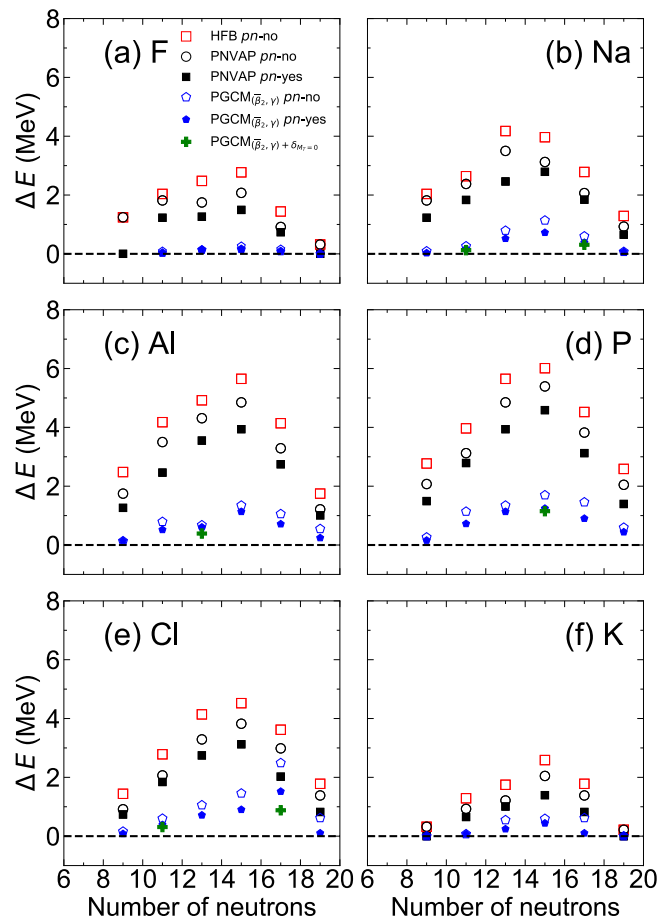 (a) F
HFB pn-no
PNVAP pn-no
PNVAP pn-yes
PGCM(β̄₂, γ) pn-no
PGCM(β̄₂, γ) pn-yes
PGCM(β̄₂, γ) + δ_{M_T=0}
(b) Na
ΔE (MeV)
8
6
4
2
0
(c) Al
(d) P
ΔE (MeV)
8
6
4
2
0
(e) Cl
(f) K
ΔE (MeV)
8
6
4
2
0
6 8 10 12 14 16 18 20
6 8 10 12 14 16 18 20
Number of neutrons
Number of neutrons